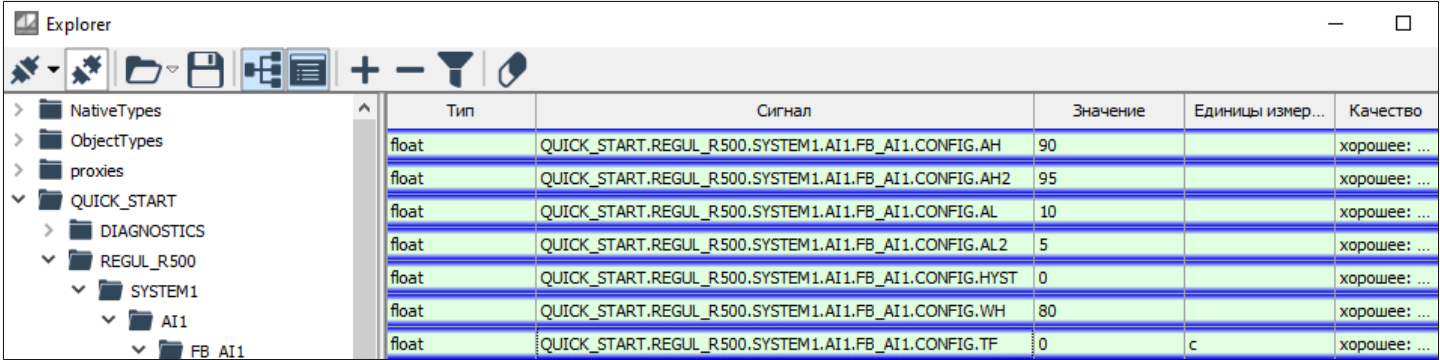 Explorer
NativeTypes
ObjectTypes
proxies
QUICK_START
DIAGNOSTICS
REGUL_R500
SYSTEM1
AI1
FB_AI1
Тип Сигнал Значение Единицы измер... Качество
float QUICK_START.REGUL_R500.SYSTEM1.AI1.FB_AI1.CONFIG.AH 90 хорошее: ...
float QUICK_START.REGUL_R500.SYSTEM1.AI1.FB_AI1.CONFIG.AH2 95 хорошее: ...
float QUICK_START.REGUL_R500.SYSTEM1.AI1.FB_AI1.CONFIG.AL 10 хорошее: ...
float QUICK_START.REGUL_R500.SYSTEM1.AI1.FB_AI1.CONFIG.AL2 5 хорошее: ...
float QUICK_START.REGUL_R500.SYSTEM1.AI1.FB_AI1.CONFIG.HYST 0 хорошее: ...
float QUICK_START.REGUL_R500.SYSTEM1.AI1.FB_AI1.CONFIG.WH 80 хорошее: ...
float QUICK_START.REGUL_R500.SYSTEM1.AI1.FB_AI1.CONFIG.TF 0 с хорошее: ...